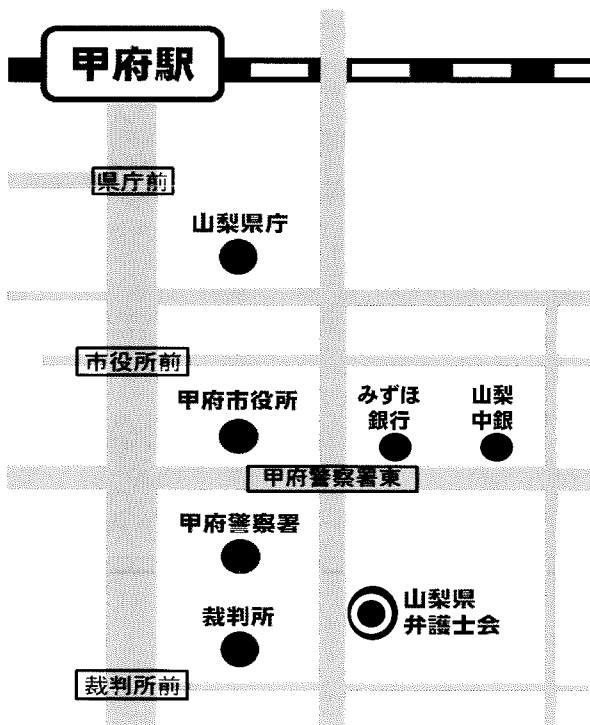 甲府駅
県庁前
山梨県庁
市役所前
甲府市役所
みずほ
銀行
山梨
中銀
甲府警察署東
甲府警察署
山梨県
弁護士会
裁判所
裁判所前